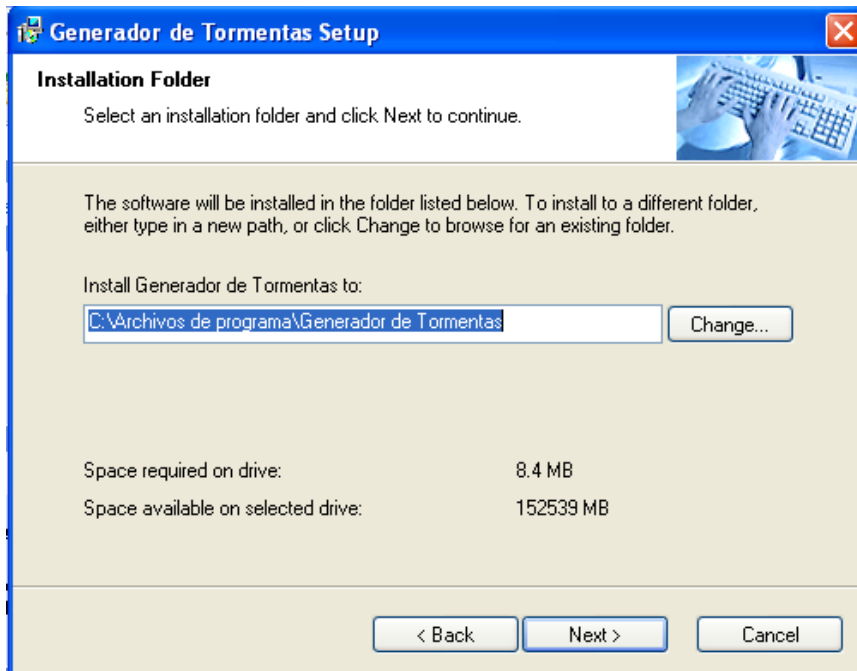 Generador de Tormentas Setup
Installation Folder
Select an installation folder and click Next to continue.
The software will be installed in the folder listed below. To install to a different folder,
either type in a new path, or click Change to browse for an existing folder.
Install Generador de Tormentas to:
C:\Archivos de programa\Generador de Tormentas
Change...
Space required on drive: 8.4 MB
Space available on selected drive: 152539 MB
< Back Next > Cancel